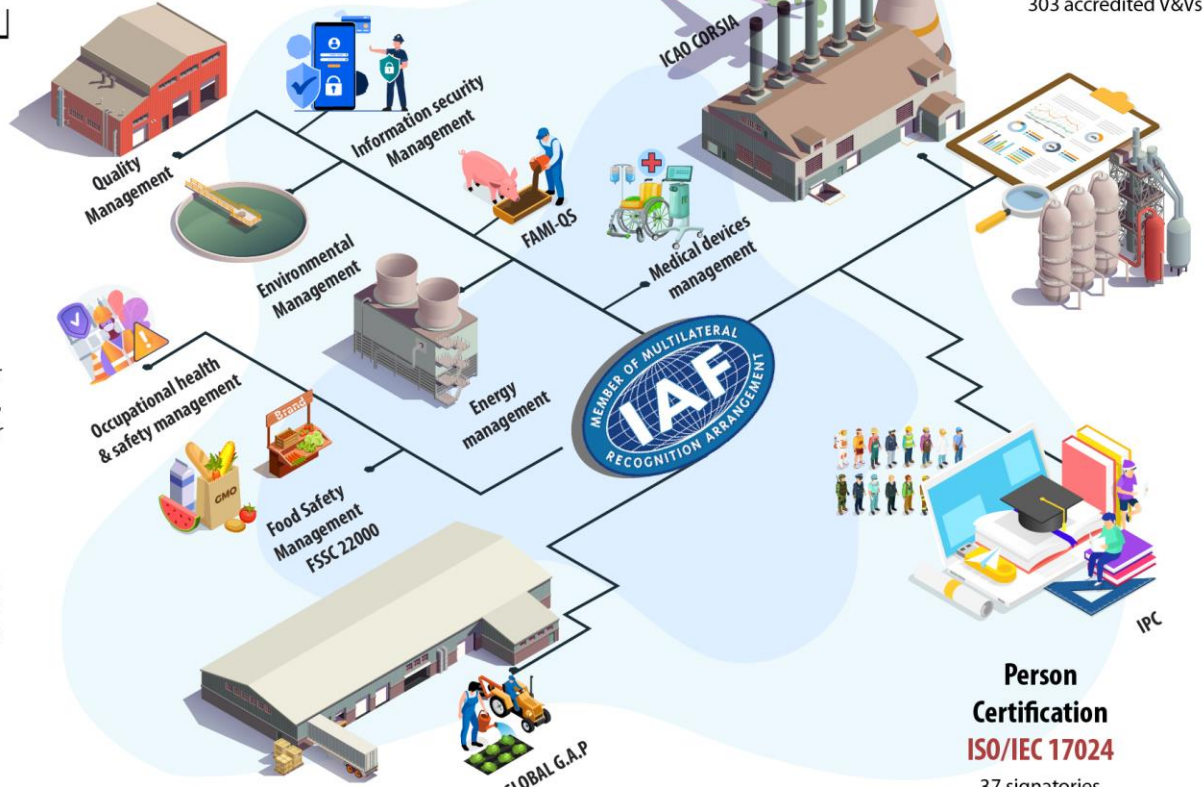 303 accredited V&Vs
ICAO CORSIA
Information security
Management
Quality
Management
FAMI-QS
Medical devices
management
Environmental
Management
MEMBER OF MULTILATERAL
IAF
RECOGNITION ARRANGEMENT
Energy
management
Occupational health
& safety management
Brand
GMO
Food Safety
Management
FSSC 22000
IPC
Person
Certification
ISO/IEC 17024
37 signatories
GLOBAL G.A.P